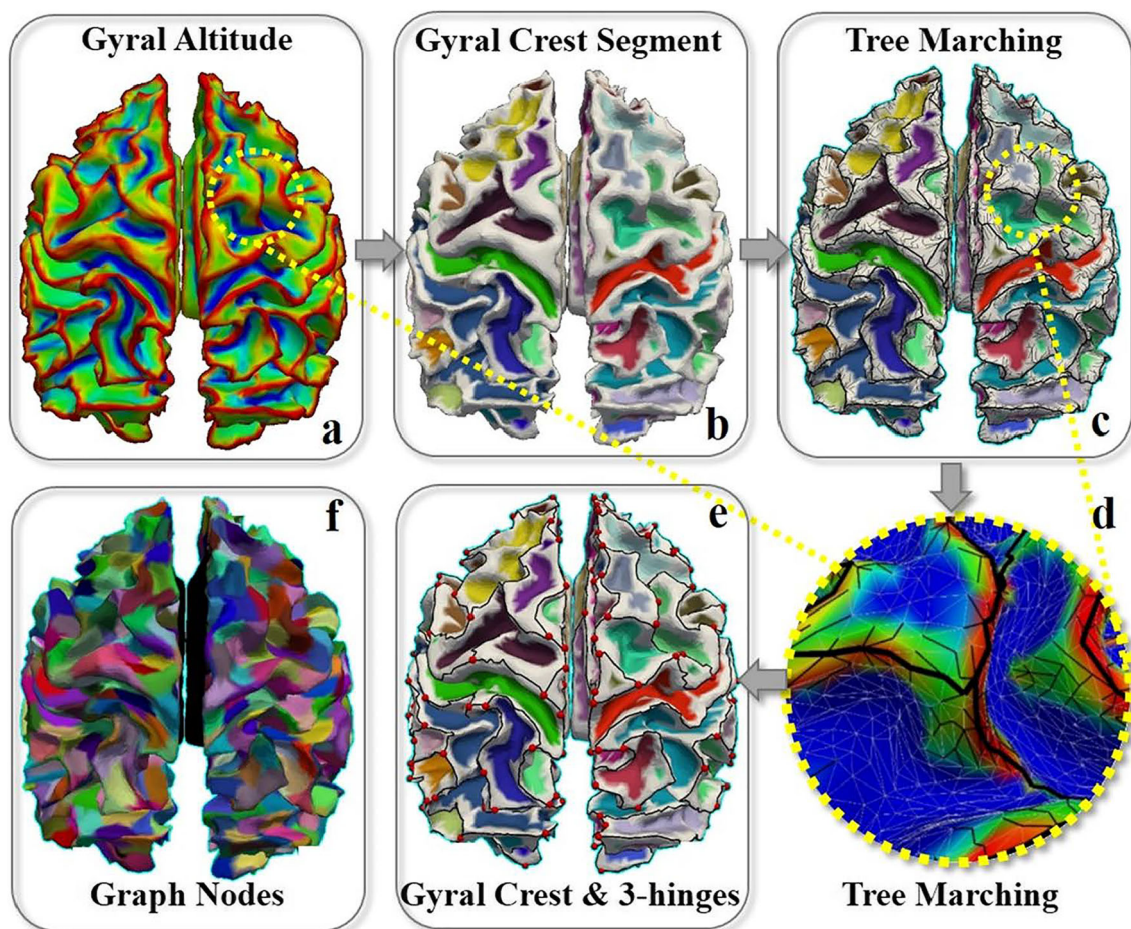 Gyral Altitude
Gyral Crest Segment
Tree Marching
a
b
c
f
e
d
Graph Nodes
Gyral Crest & 3-hinges
Tree Marching